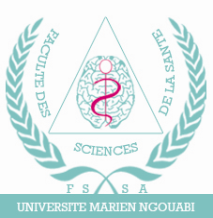 FACULTE DES
SCIENCES
DE LA SANTE
F S S A
UNIVERSITE MARIEN NGOUABI